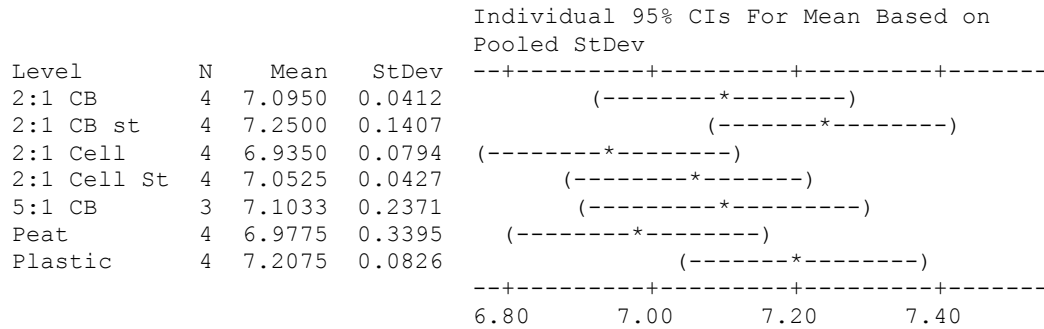 Individual 95% CIs For Mean Based on
                                Pooled StDev
Level        N    Mean   StDev  --+---------+---------+---------+-------
2:1 CB       4  7.0950  0.0412          (--------*--------)
2:1 CB st    4  7.2500  0.1407                  (-------*--------)
2:1 Cell     4  6.9350  0.0794  (--------*--------)
2:1 Cell St  4  7.0525  0.0427        (--------*-------)
5:1 CB       3  7.1033  0.2371         (---------*---------)
Peat         4  6.9775  0.3395    (--------*--------)
Plastic      4  7.2075  0.0826                (-------*--------)
                                --+---------+---------+---------+-------
                                6.80      7.00      7.20      7.40